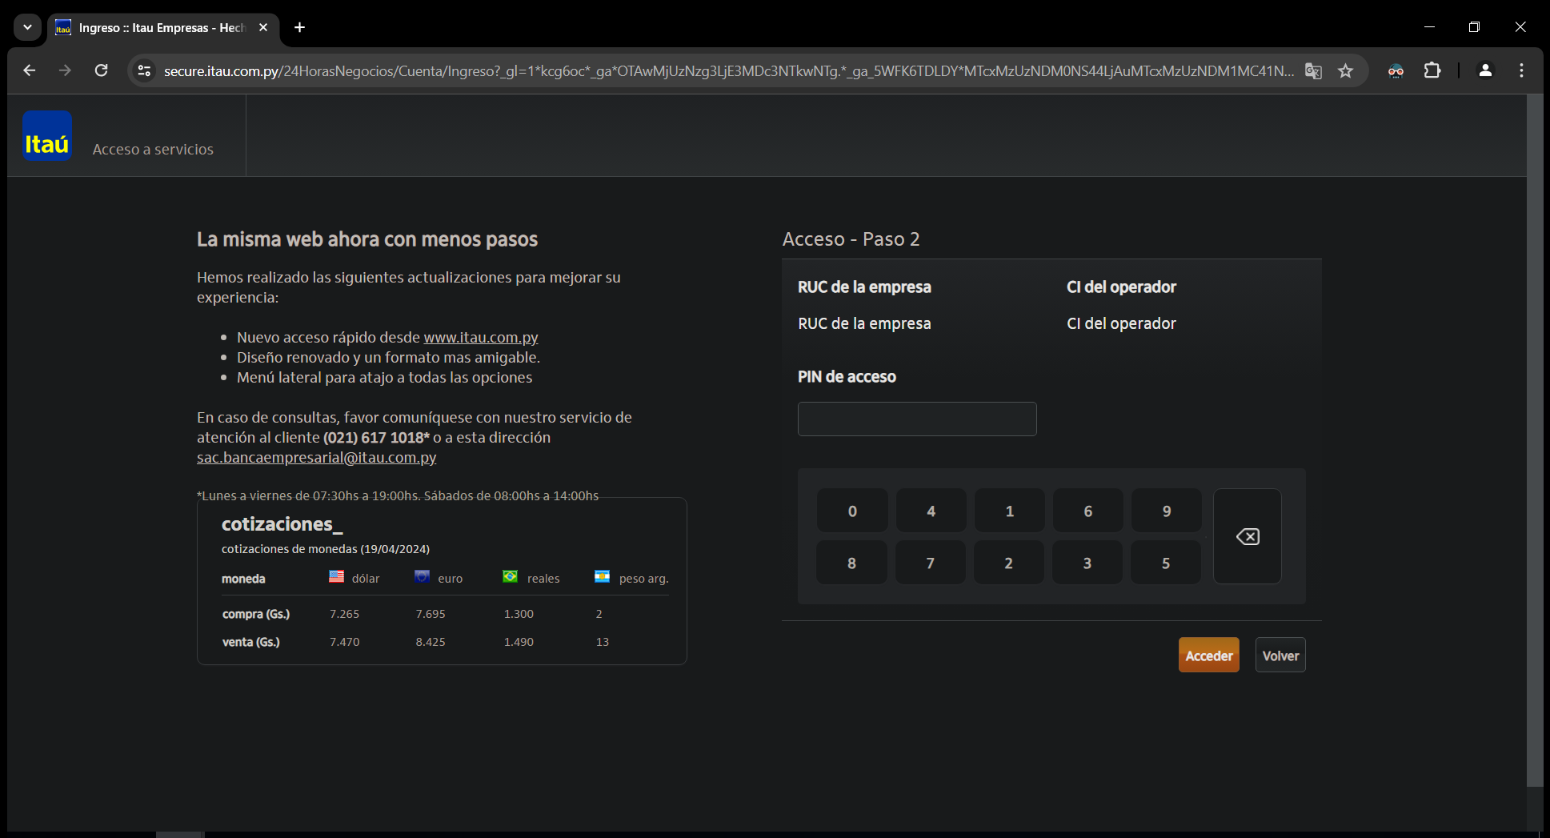 Ingreso :: Itau Empresas - Hech
secure.itau.com.py/24HorasNegocios/Cuenta/Ingreso?_gl=1*kcg6oc*_ga*OTAwMjUzNzg3LjE3MDc3NTkwNTg.*_ga_5WFK6TDLDY*MTcxMzUzNDM0NS44LjAuMTcxMzUzNDM1MC41N...
Itaú
Acceso a servicios
La misma web ahora con menos pasos
Hemos realizado las siguientes actualizaciones para mejorar su
experiencia:
• Nuevo acceso rápido desde www.itau.com.py
• Diseño renovado y un formato mas amigable.
• Menú lateral para atajo a todas las opciones
En caso de consultas, favor comuníquese con nuestro servicio de
atención al cliente (021) 617 1018* o a esta dirección
sac.bancaempresarial@itau.com.py
*Lunes a viernes de 07:30hs a 19:00hs. Sábados de 08:00hs a 14:00hs
cotizaciones_
cotizaciones de monedas (19/04/2024)
moneda dólar euro reales peso arg.
compra (Gs.) 7.265 7.695 1.300 2
venta (Gs.) 7.470 8.425 1.490 13
Acceso - Paso 2
RUC de la empresa CI del operador
RUC de la empresa CI del operador
PIN de acceso
0 4 1 6 9
8 7 2 3 5
Acceder Volver